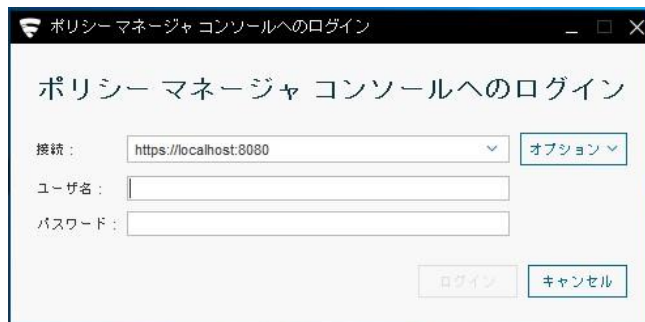 ポリシー マネージャ コンソールへのログイン
ポリシー マネージャ コンソールへのログイン
接続： https://localhost:8080 オプション
ユーザ名：
パスワード：
ログイン キャンセル